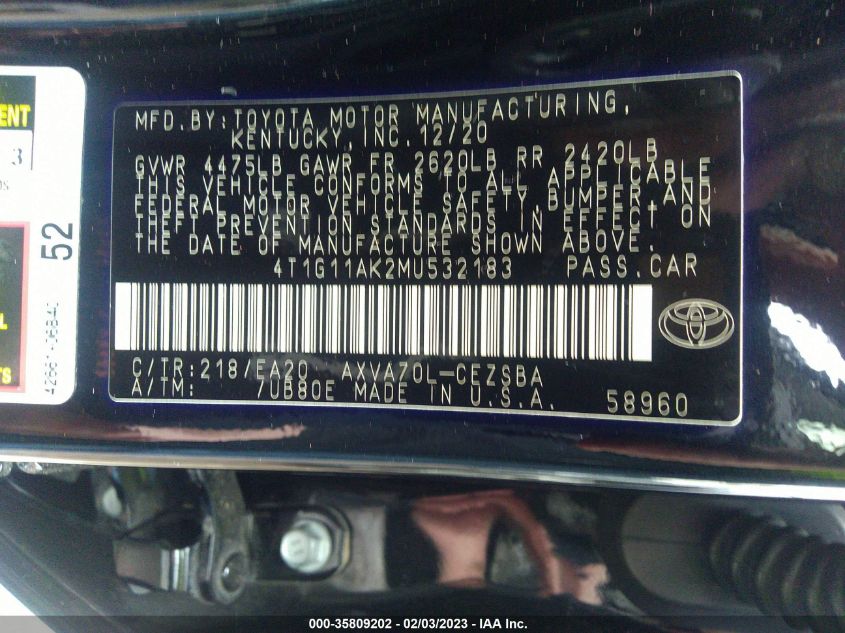 MFD. BY: TOYOTA MOTOR MANUFACTURING,
KENTUCKY, INC. 12/20
GVWR 4475LB GAWR FR 2620LB RR 2420LB
THIS VEHICLE CONFORMS TO ALL APPLICABLE
FEDERAL MOTOR VEHICLE SAFETY, BUMPER, AND
THEFT PREVENTION STANDARDS IN EFFECT ON
THE DATE OF MANUFACTURE SHOWN ABOVE.
4T1G11AK2MU532183 PASS. CAR
C/TR: 218/EA20 AXVA70L-CEZSBA
A/TM: 7UB80E MADE IN U.S.A. 58960
52
3
000-35809202 - 02/03/2023 - IAA Inc.